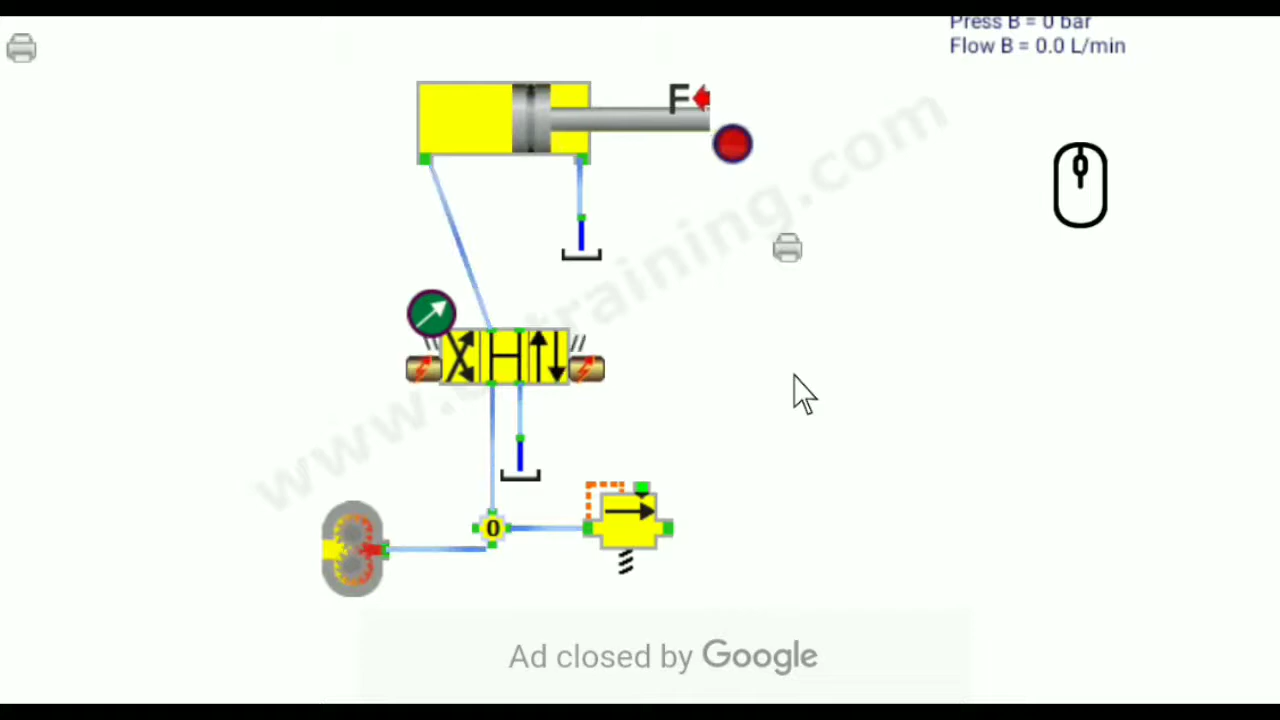 Press B = 0 bar
Flow B = 0.0 L/min
F
0
Ad closed by Google